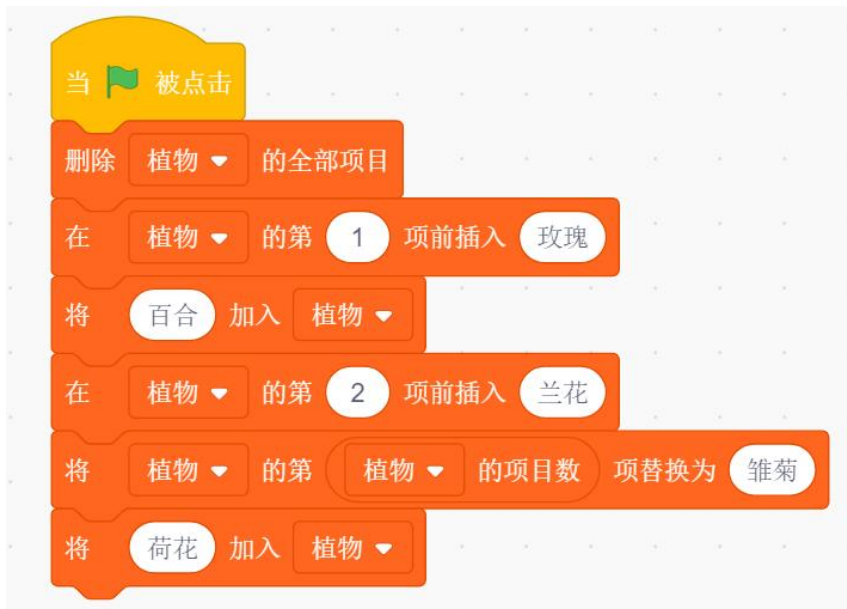 当 被点击
删除 植物 的全部项目
在 植物 的第 1 项前插入 玫瑰
将 百合 加入 植物
在 植物 的第 2 项前插入 兰花
将 植物 的第 植物 的项目数 项替换为 雏菊
将 荷花 加入 植物